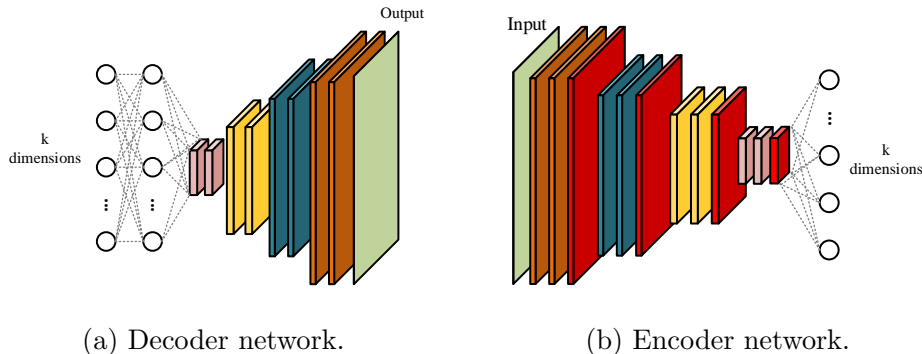 Output
k
dimensions
Input
k
dimensions
(a) Decoder network.
(b) Encoder network.